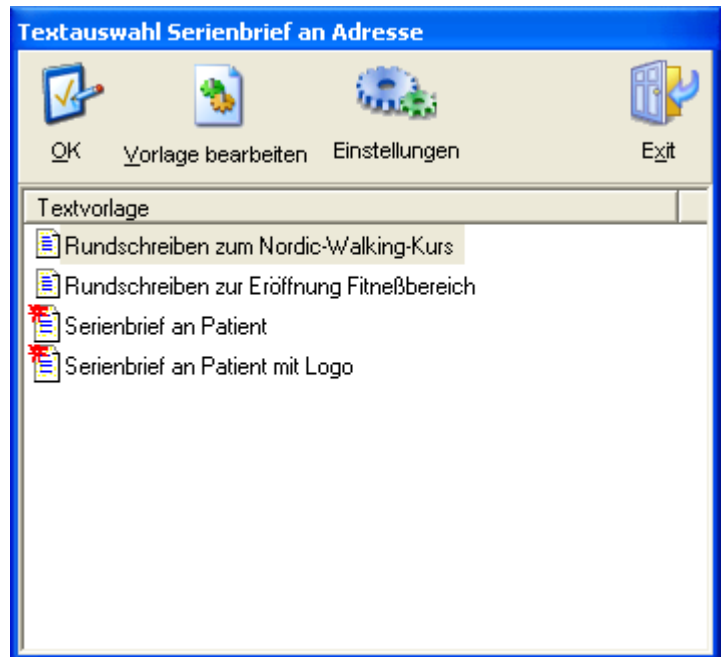 Textauswahl Serienbrief an Adresse
OK Vorlage bearbeiten Einstellungen Exit
Textvorlage
Rundschreiben zum Nordic-Walking-Kurs
Rundschreiben zur Eröffnung Fitneßbereich
Serienbrief an Patient
Serienbrief an Patient mit Logo